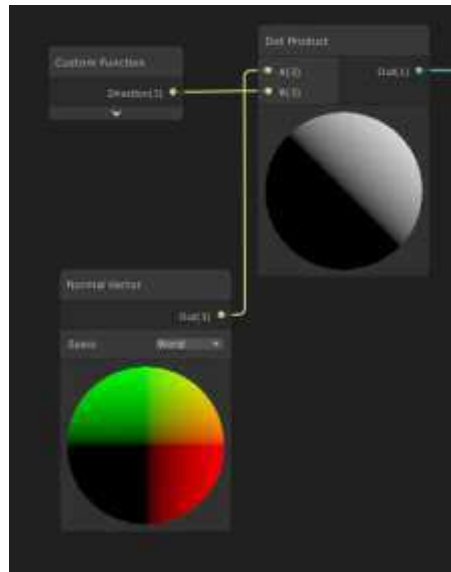 Custom Function
Direction(3)
Dot Product
A(3)
B(3)
Out(1)
Normal Vector
Out(3)
Space
World